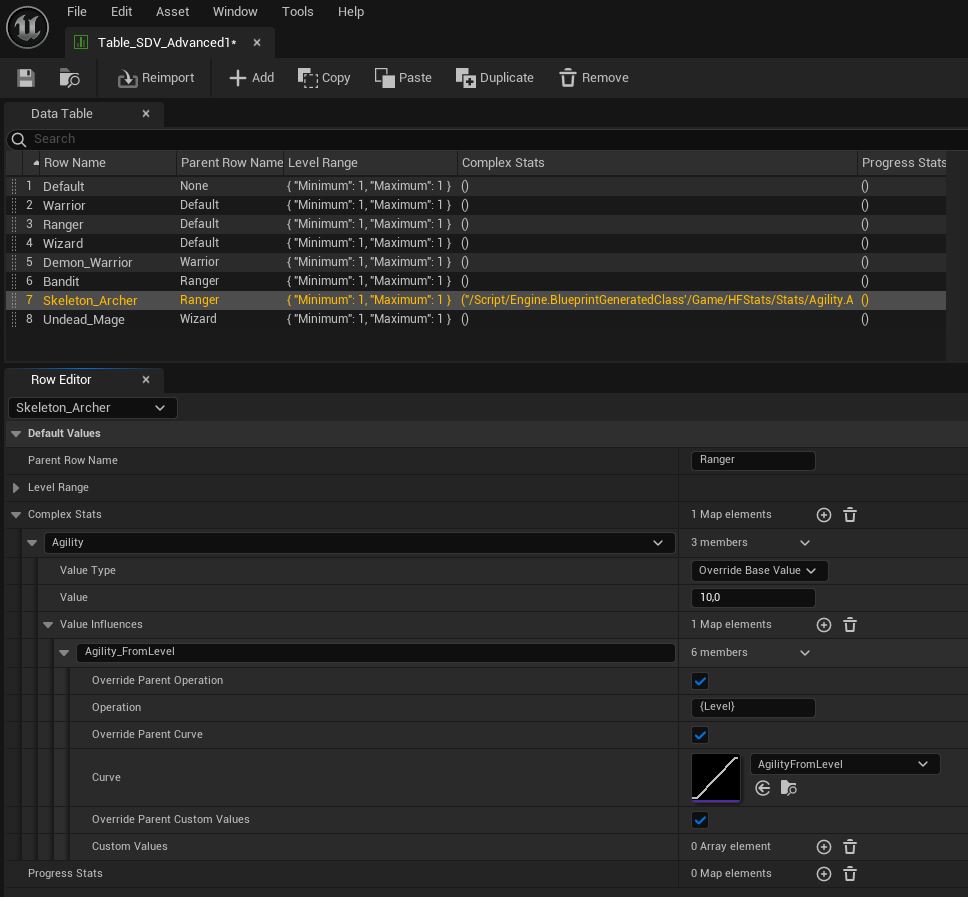 File Edit Asset Window Tools Help
Table_SDV_Advanced1*
Reimport Add Copy Paste Duplicate Remove
Data Table
Search
Row Name Parent Row Name Level Range Complex Stats Progress Stats
1 Default None { "Minimum": 1, "Maximum": 1 } () ()
2 Warrior Default { "Minimum": 1, "Maximum": 1 } () ()
3 Ranger Default { "Minimum": 1, "Maximum": 1 } () ()
4 Wizard Default { "Minimum": 1, "Maximum": 1 } () ()
5 Demon_Warrior Warrior { "Minimum": 1, "Maximum": 1 } () ()
6 Bandit Ranger { "Minimum": 1, "Maximum": 1 } () ()
7 Skeleton_Archer Ranger { "Minimum": 1, "Maximum": 1 } ("/Script/Engine.BlueprintGeneratedClass'/Game/HFStats/Stats/Agility.A ()
8 Undead_Mage Wizard { "Minimum": 1, "Maximum": 1 } () ()
Row Editor
Skeleton_Archer
Default Values
Parent Row Name Ranger
Level Range
Complex Stats 1 Map elements
Agility 3 members
Value Type Override Base Value
Value 10,0
Value Influences 1 Map elements
Agility_FromLevel 6 members
Override Parent Operation
Operation {Level}
Override Parent Curve
Curve AgilityFromLevel
Override Parent Custom Values
Custom Values 0 Array element
Progress Stats 0 Map elements